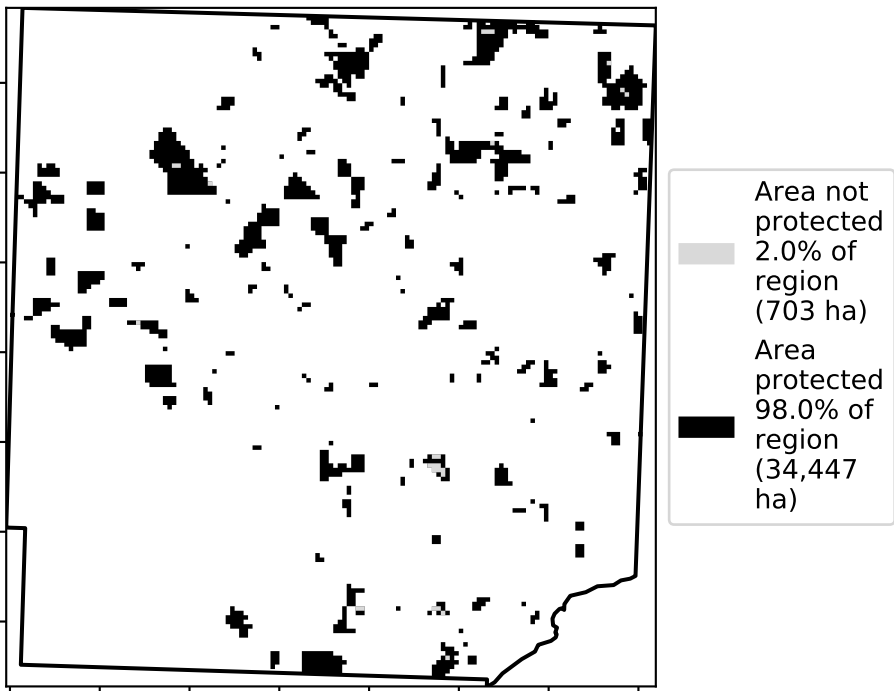 Area not
protected
2.0% of
region
(703 ha)
Area
protected
98.0% of
region
(34,447
ha)